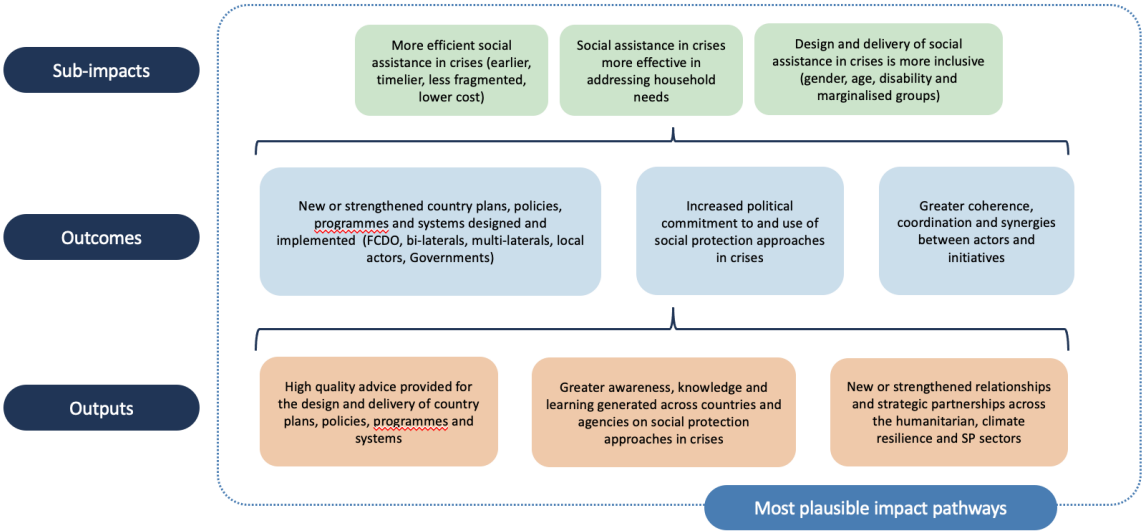 Sub-impacts
More efficient social
assistance in crises (earlier,
timelier, less fragmented,
lower cost)
Social assistance in crises
more effective in
addressing household
needs
Design and delivery of social
assistance in crises is more inclusive
(gender, age, disability and
marginalised groups)
Outcomes
New or strengthened country plans, policies,
programmes and systems designed and
implemented (FCDO, bi-laterals, multi-laterals, local
actors, Governments)
Increased political
commitment to and use of
social protection approaches
in crises
Greater coherence,
coordination and synergies
between actors and
initiatives
Outputs
High quality advice provided for
the design and delivery of country
plans, policies, programmes and
systems
Greater awareness, knowledge and
learning generated across countries and
agencies on social protection
approaches in crises
New or strengthened relationships
and strategic partnerships across
the humanitarian, climate
resilience and SP sectors
Most plausible impact pathways